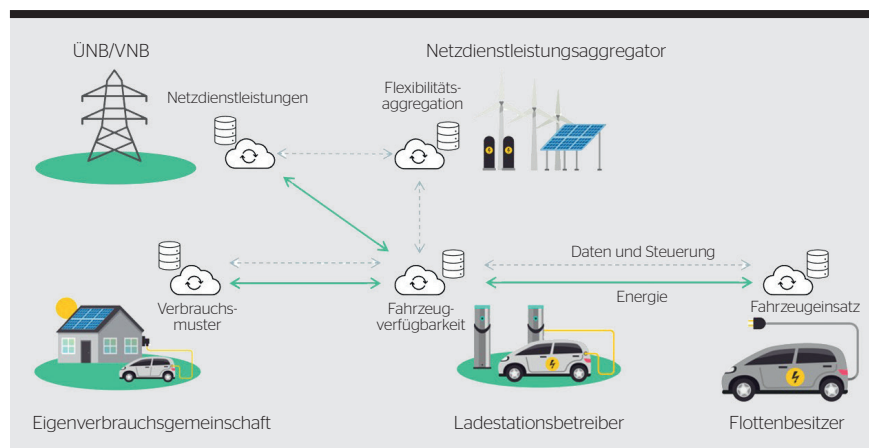 ÜNB/VNB
Netzdienstleistungsaggregator
Netzdienstleistungen
Flexibilitäts-
aggregation
Daten und Steuerung
Energie
Verbrauchs-
muster
Fahrzeug-
verfügbarkeit
Fahrzeugeinsatz
Eigenverbrauchsgemeinschaft
Ladestationsbetreiber
Flottenbesitzer